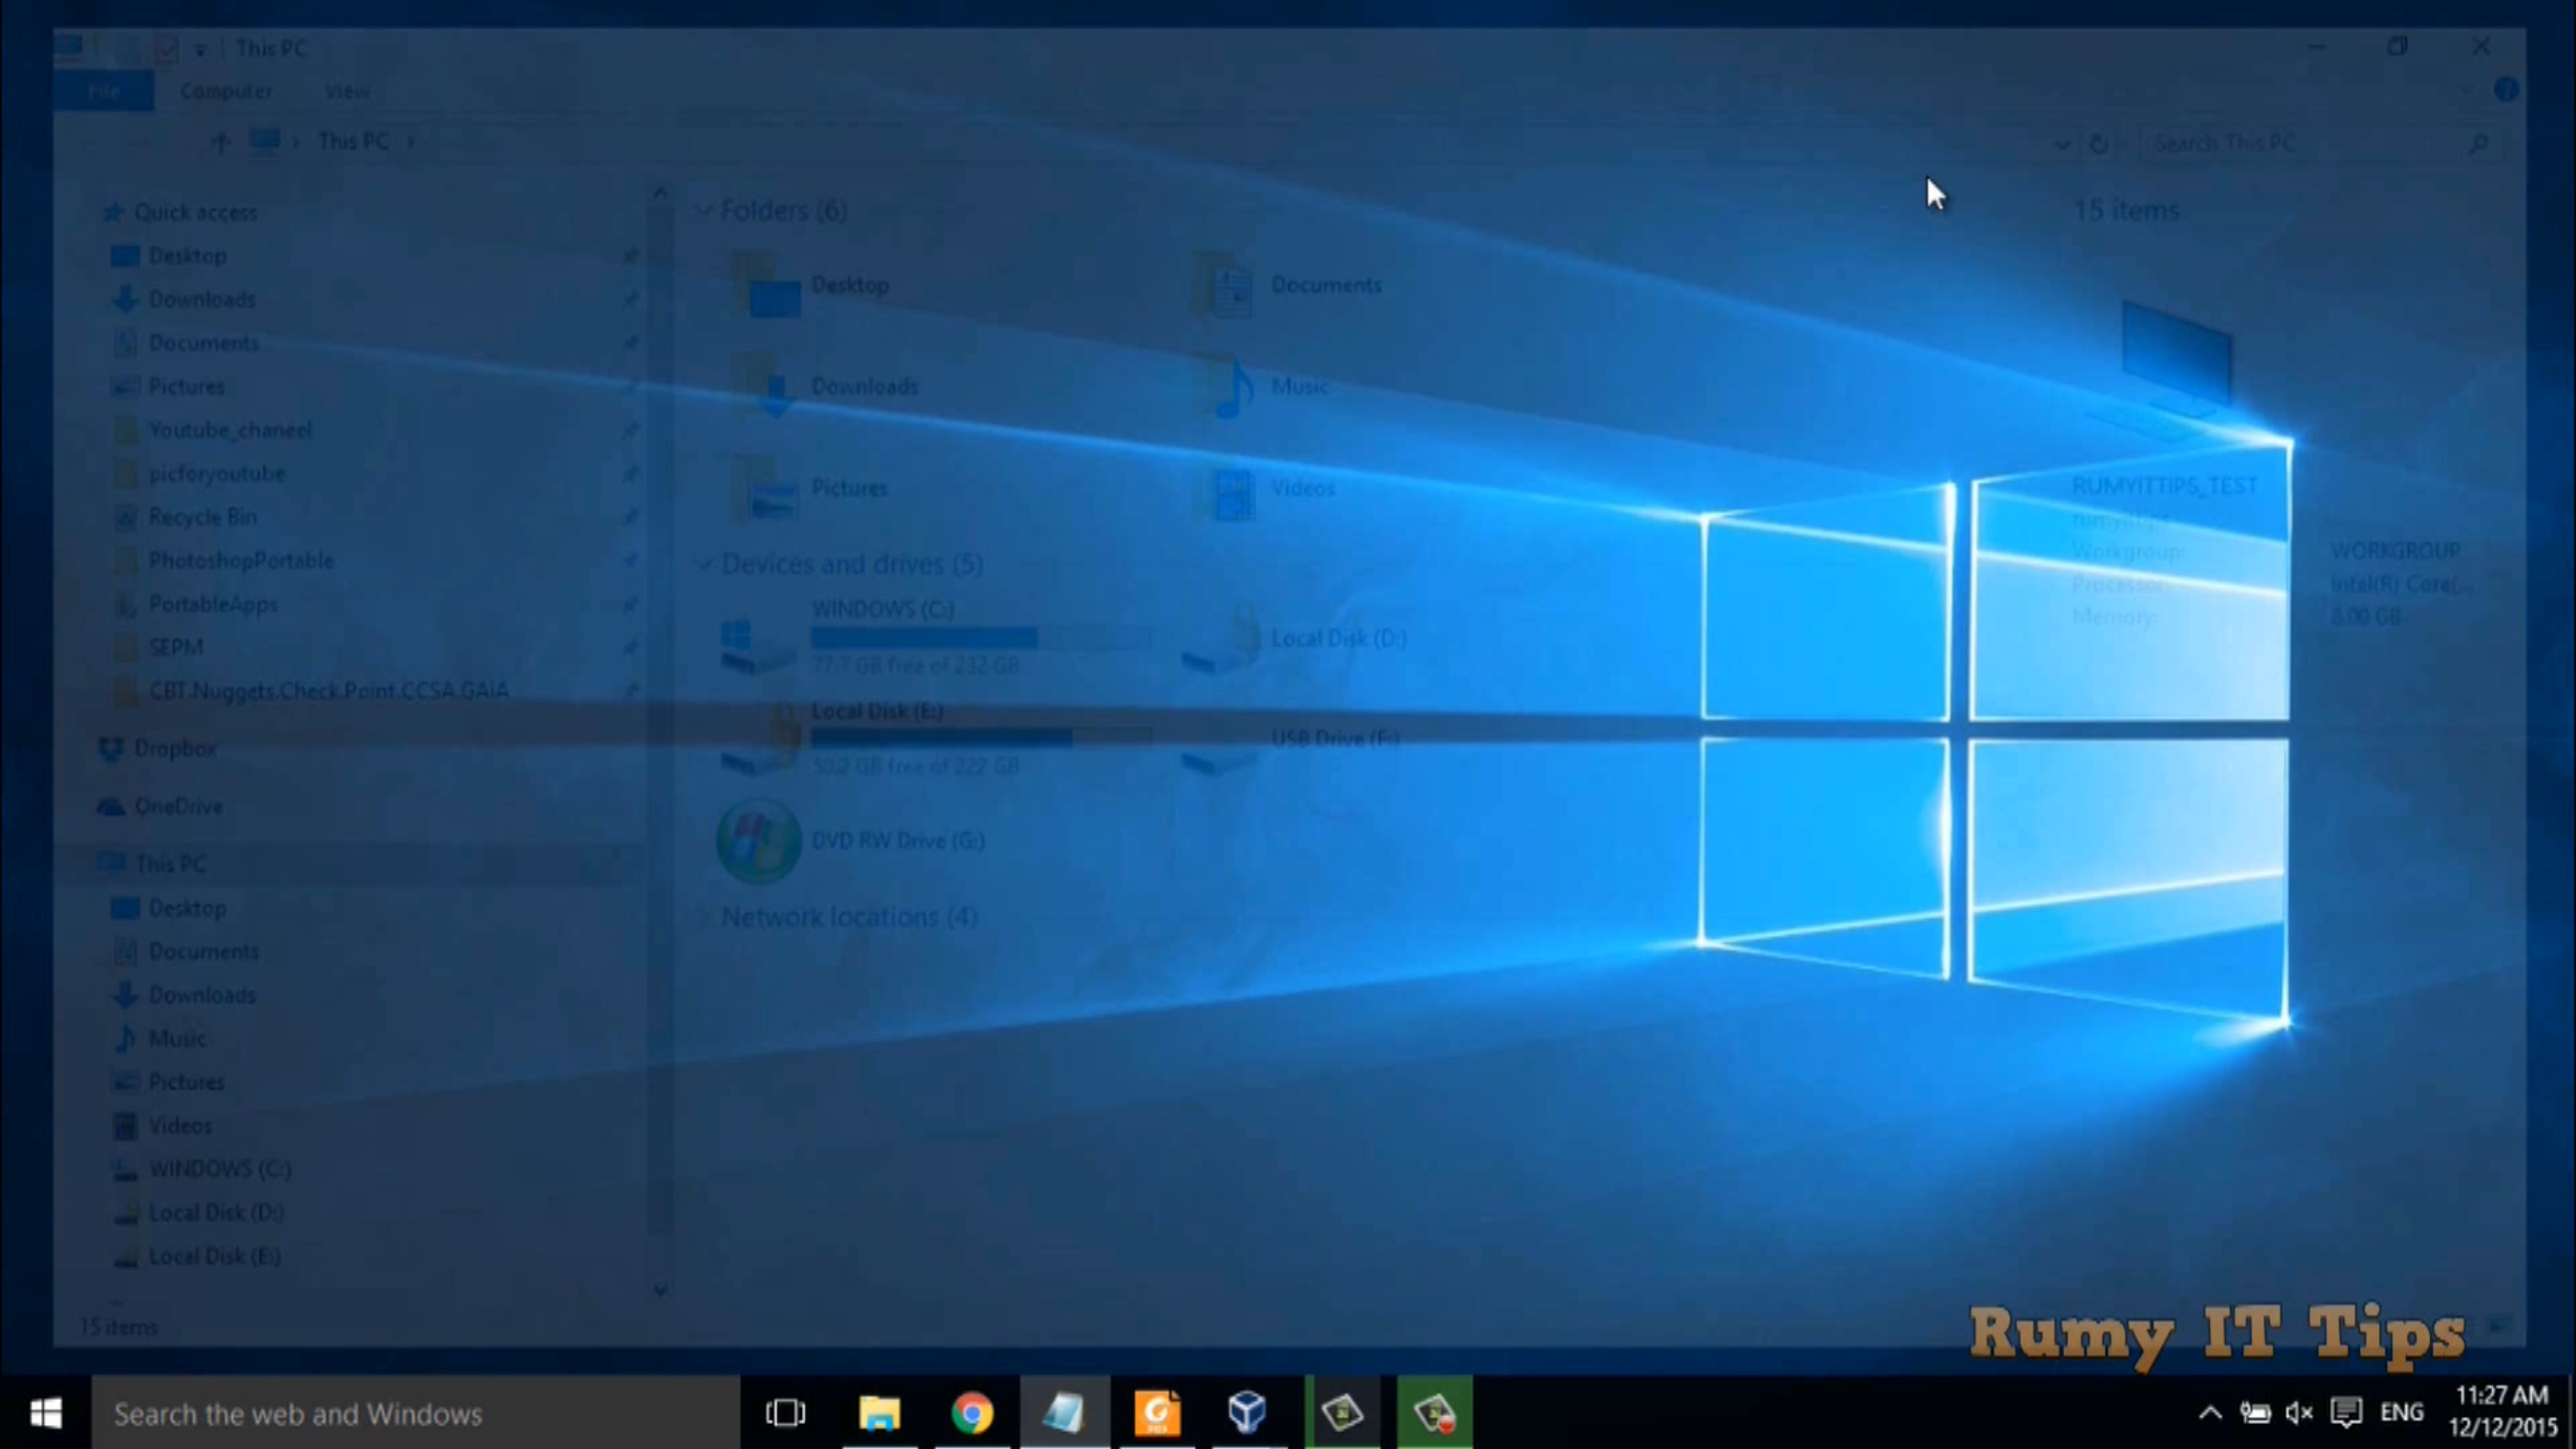 This PC
File Computer View
This PC
Search This PC
Quick access
Desktop
Downloads
Documents
Pictures
Youtube_chaneel
picforyoutube
Recycle Bin
PhotoshopPortable
PortableApps
SEPM
CBT.Nuggets.Check.Point.CCSA.GAiA
Dropbox
OneDrive
This PC
Desktop
Documents
Downloads
Music
Pictures
Videos
WINDOWS (C:)
Local Disk (D:)
Local Disk (E:)
15 items
Folders (6)
Desktop
Documents
Downloads
Music
Pictures
Videos
Devices and drives (5)
WINDOWS (C:)
77.7 GB free of 232 GB
Local Disk (D:)
Local Disk (E:)
50.2 GB free of 222 GB
USB Drive (F:)
DVD RW Drive (G:)
Network locations (4)
15 items
RUMYITTIPS_TEST
Workgroup: WORKGROUP
Processor: Intel(R) Core(...
Memory: 8.00 GB
Rumy IT Tips
Search the web and Windows
ENG
11:27 AM
12/12/2015